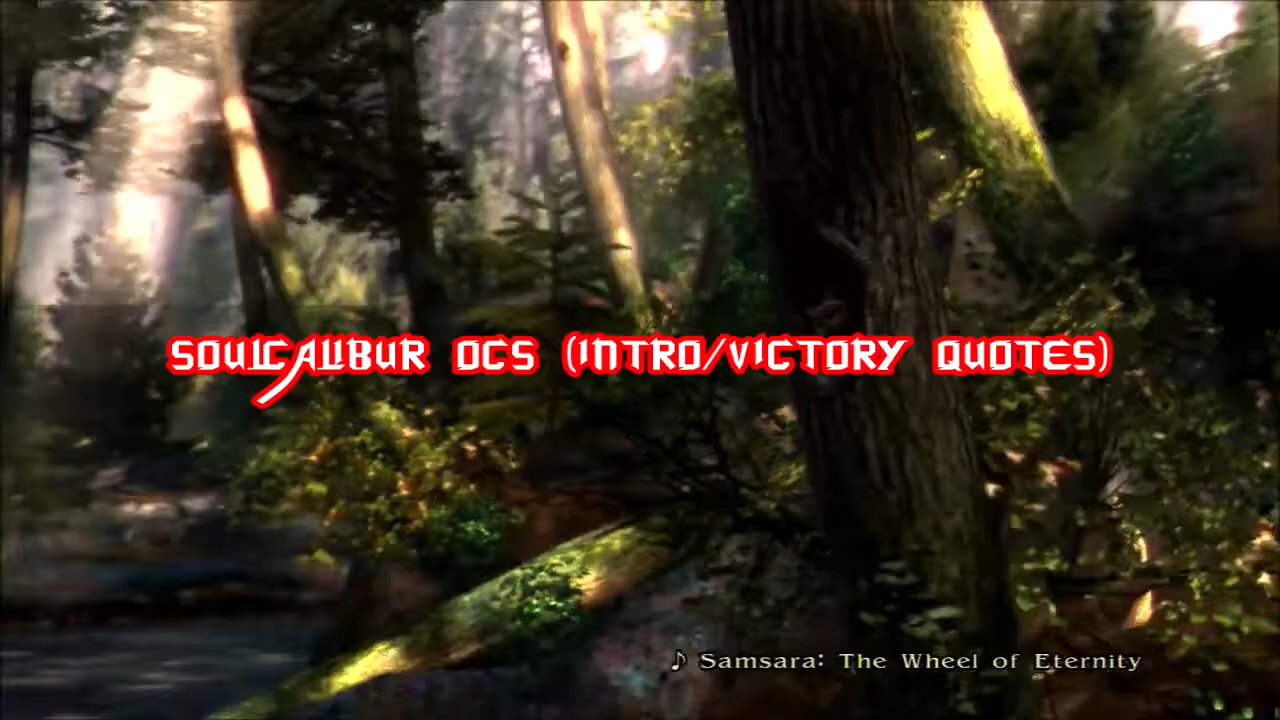 SOULCALIBUR OCS (INTRO/VICTORY QUOTES)
♪ Samsara: The Wheel of Eternity